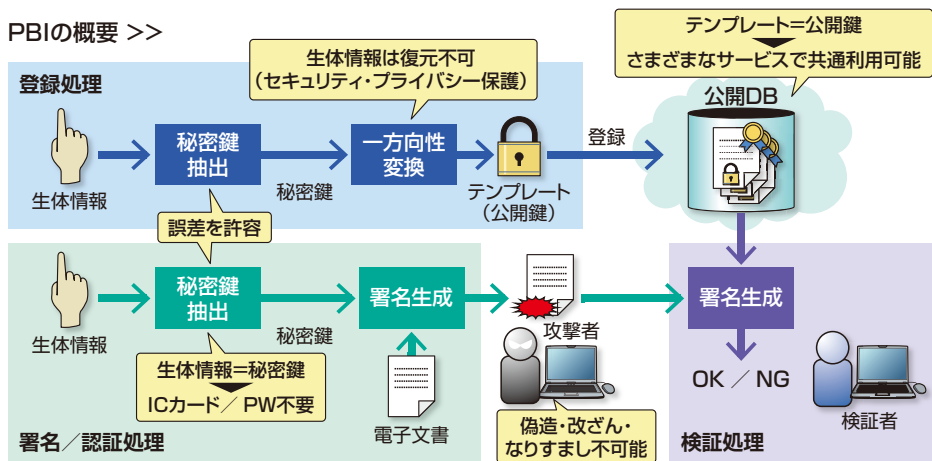 PBIの概要 >>
テンプレート=公開鍵
さまざまなサービスで共通利用可能
生体情報は復元不可
（セキュリティ・プライバシー保護）
登録処理
公開DB
秘密鍵
抽出
一方向性
変換
登録
生体情報
秘密鍵
テンプレート
（公開鍵）
誤差を許容
秘密鍵
抽出
署名生成
署名生成
生体情報
秘密鍵
攻撃者
生体情報=秘密鍵
ICカード／PW不要
OK ／ NG
電子文書
偽造・改ざん・
なりすまし不可能
検証者
署名／認証処理
検証処理